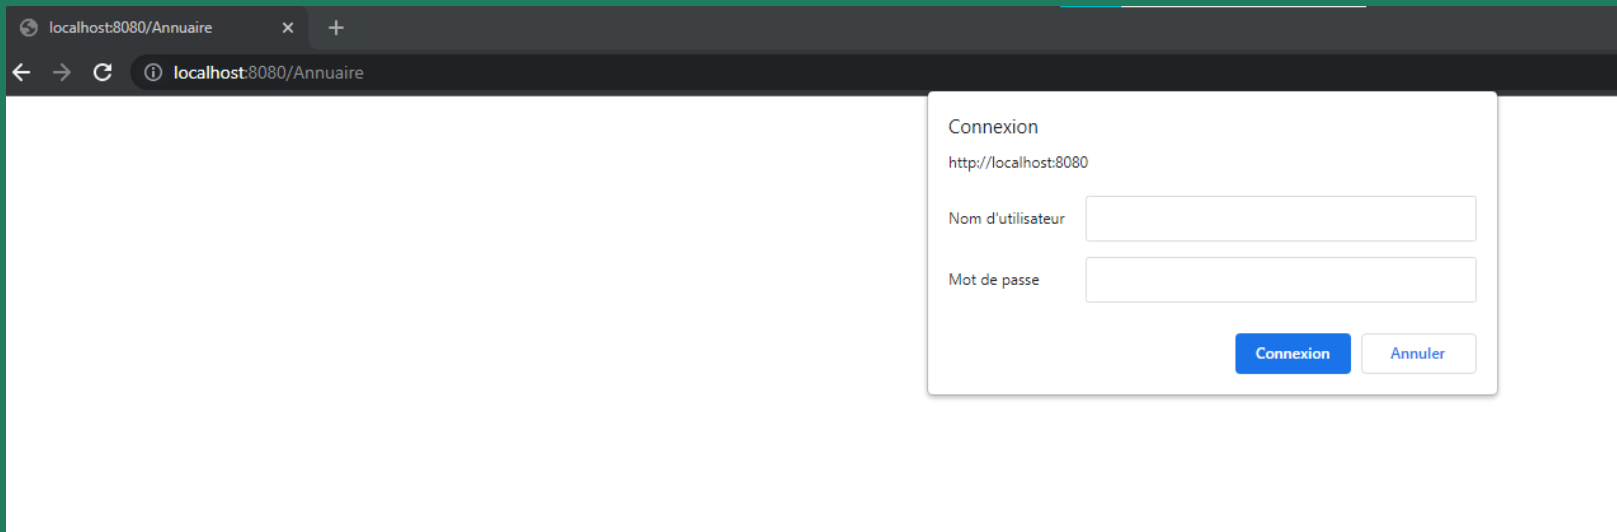 localhost:8080/Annuaire
localhost:8080/Annuaire
Connexion
http://localhost:8080
Nom d'utilisateur
Mot de passe
Connexion Annuler